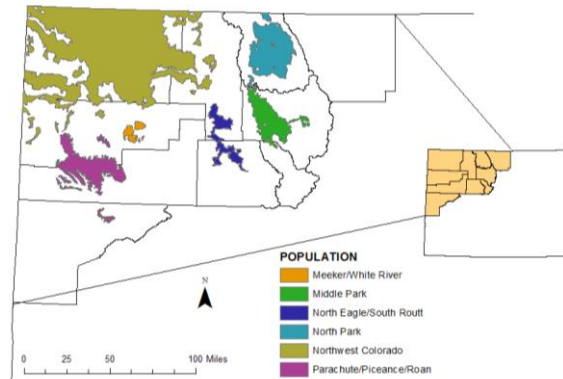 POPULATION
Meeker/White River
Middle Park
North Eagle/South Routt
North Park
Northwest Colorado
Parachute/Piceance/Roan
N
0 25 50 100 Miles